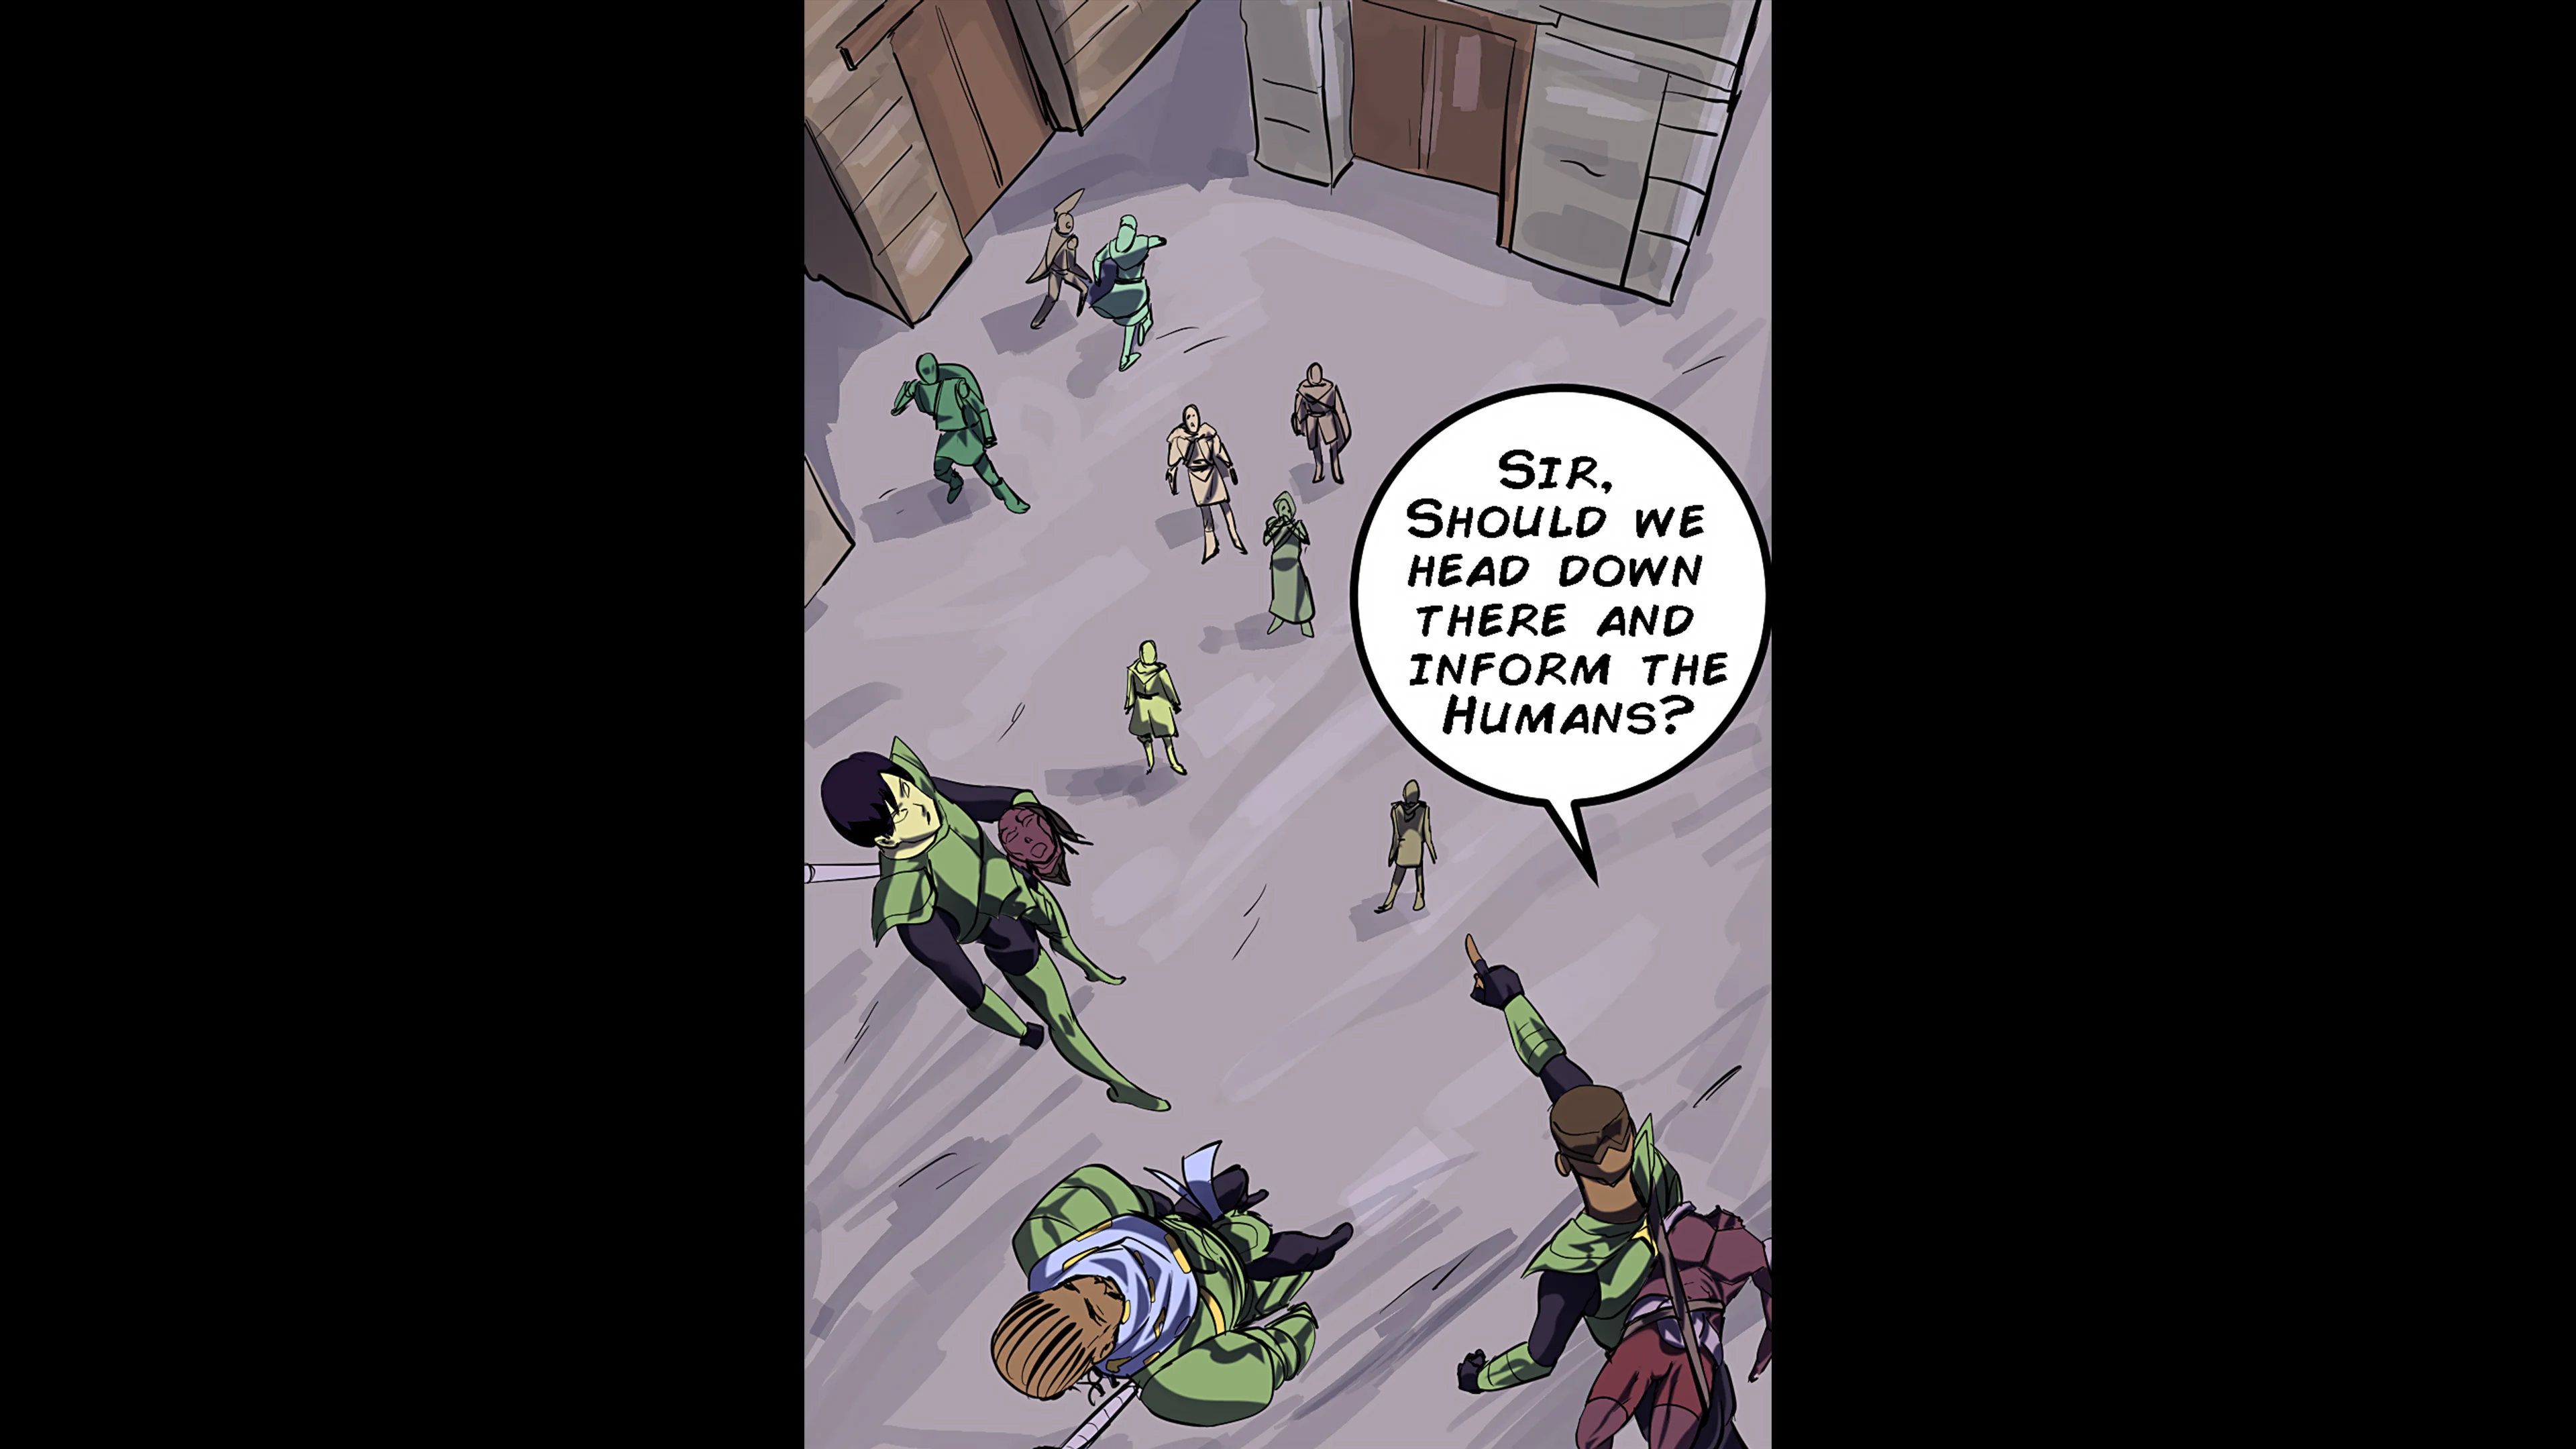 Sir,
Should we
head down
there and
inform the
Humans?